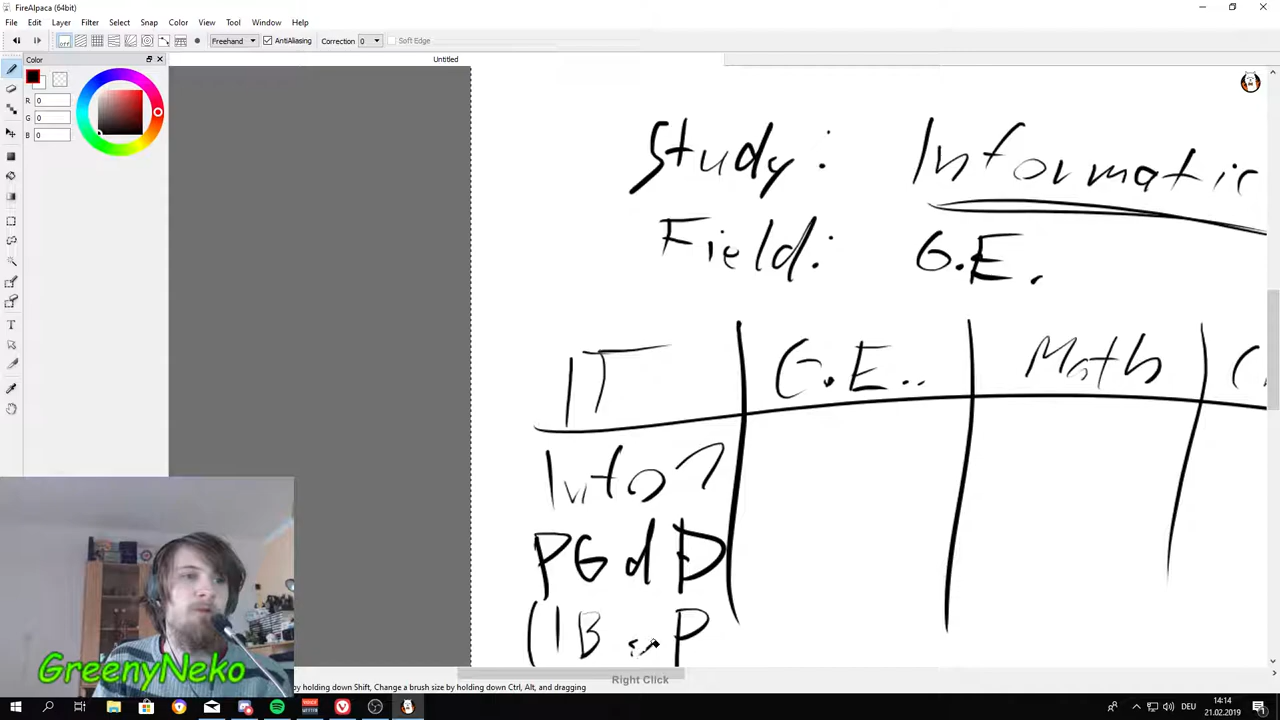 FireAlpaca (64bit)
File Edit Layer Filter Select Snap Color View Tool Window Help
Freehand AntiAliasing Correction 0 Soft Edge
Color
Untitled
R 0
G 0
B 0
Study: Informatic
Field: G.E.
IT G.E.. Math
Info
PGdP
GreenyNeko
by holding down Shift, Change a brush size by holding down Ctrl, Alt, and dragging
Right Click
DEU 14:14
21.02.2019